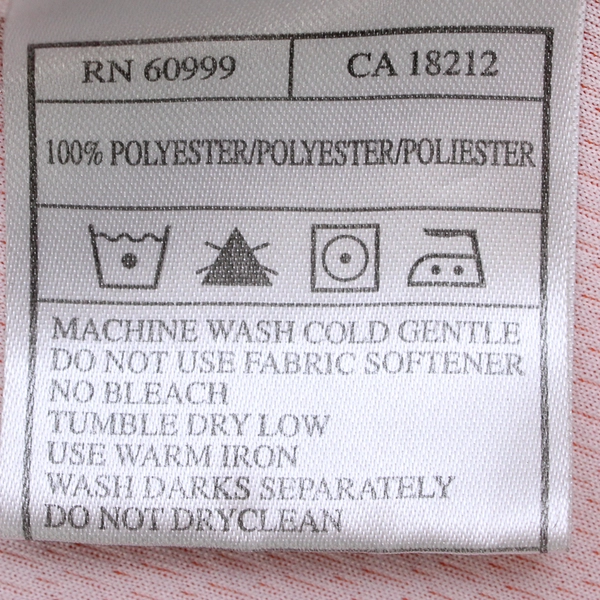 RN 60999 CA 18212
100% POLYESTER/POLYESTER/POLIESTER
MACHINE WASH COLD GENTLE
DO NOT USE FABRIC SOFTENER
NO BLEACH
TUMBLE DRY LOW
USE WARM IRON
WASH DARKS SEPARATELY
DO NOT DRYCLEAN